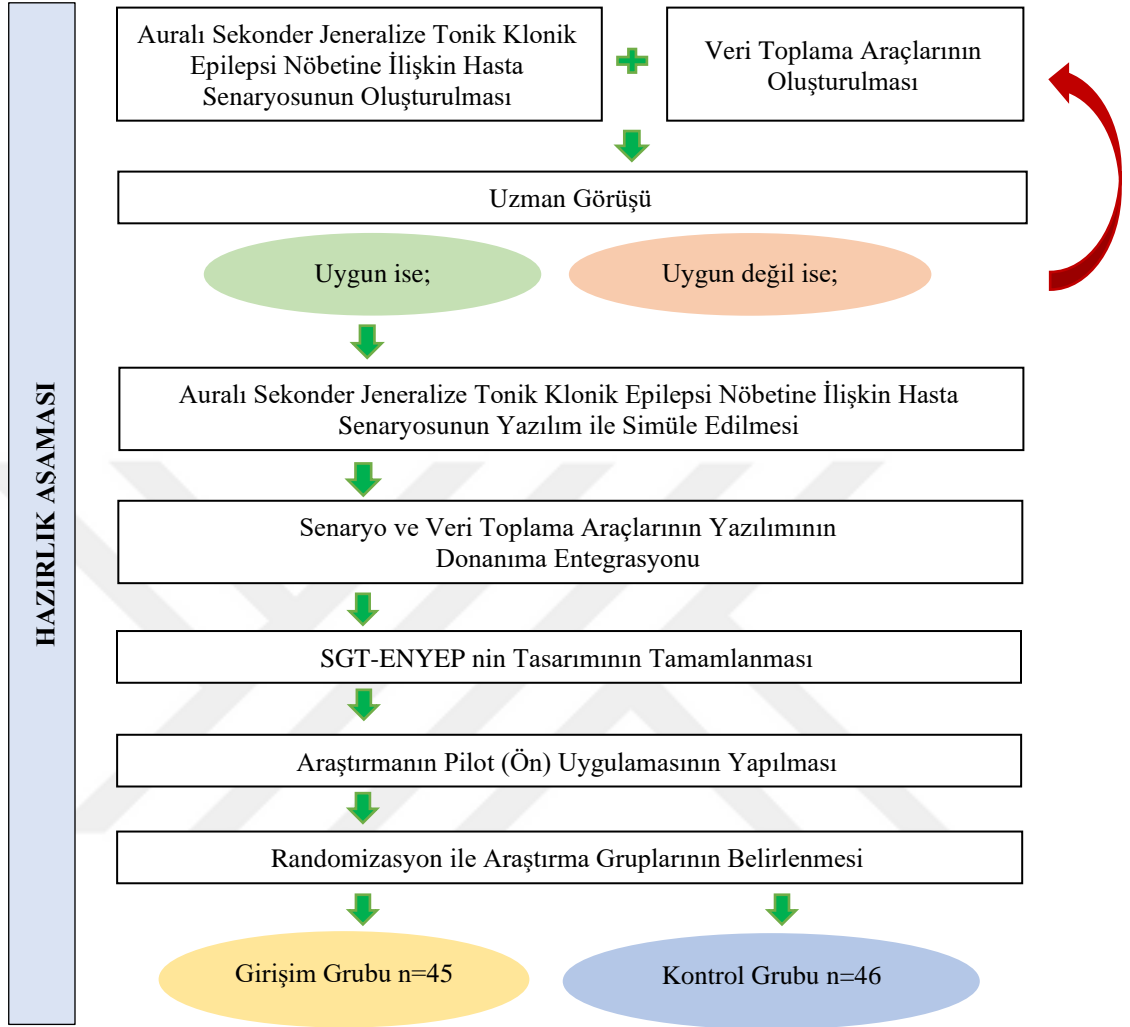 Auralı Sekonder Jeneralize Tonik Klonik
Epilepsi Nöbetine İlişkin Hasta
Senaryosunun Oluşturulması
Veri Toplama Araçlarının
Oluşturulması
Uzman Görüşü
Uygun ise;
Uygun değil ise;
HAZIRLIK AŞAMASI
Auralı Sekonder Jeneralize Tonik Klonik Epilepsi Nöbetine İlişkin Hasta
Senaryosunun Yazılım ile Simüle Edilmesi
Senaryo ve Veri Toplama Araçlarının Yazılımının
Donanıma Entegrasyonu
SGT-ENYEP nin Tasarımının Tamamlanması
Araştırmanın Pilot (Ön) Uygulamasının Yapılması
Randomizasyon ile Araştırma Gruplarının Belirlenmesi
Girişim Grubu n=45
Kontrol Grubu n=46